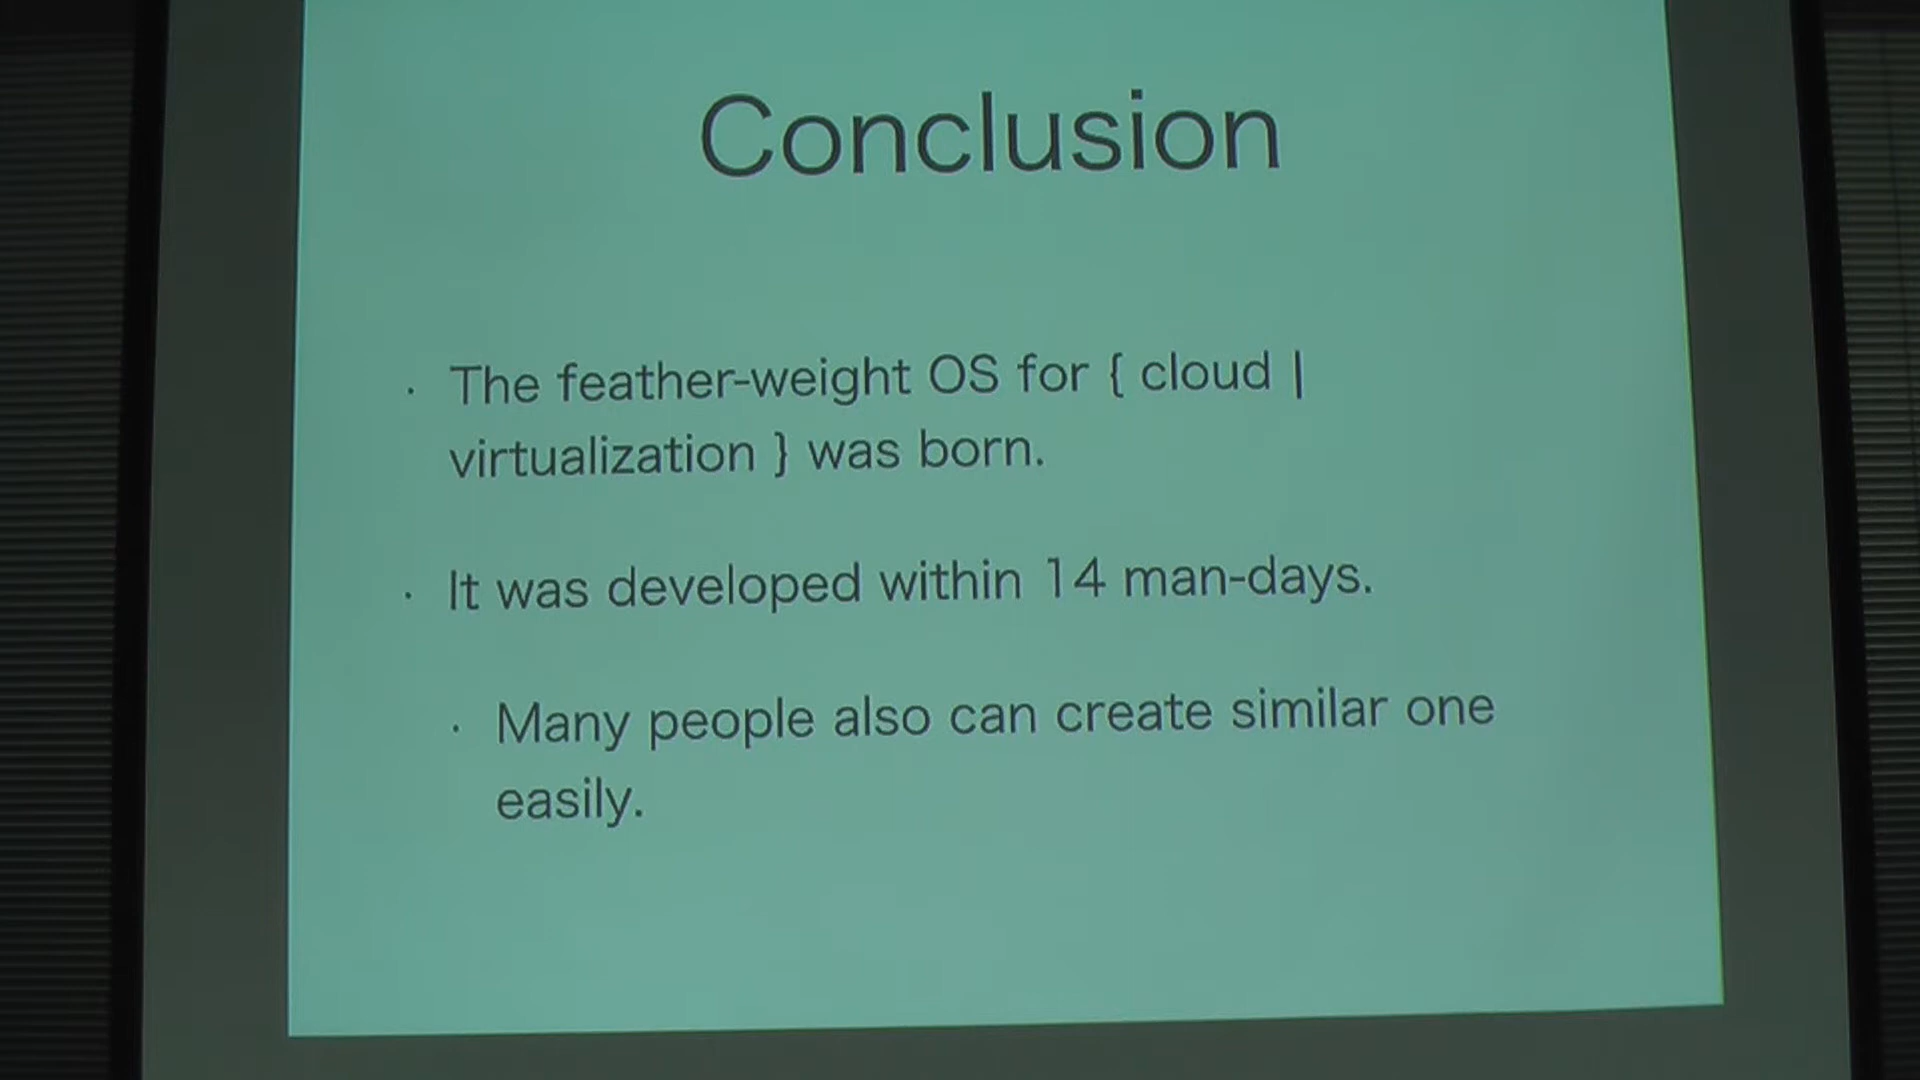 Conclusion
· The feather-weight OS for { cloud |
virtualization } was born.
· It was developed within 14 man-days.
· Many people also can create similar one
easily.